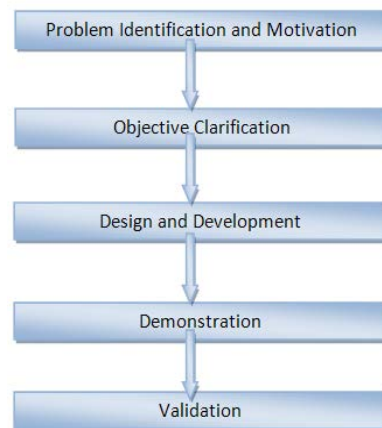 Problem Identification and Motivation
Objective Clarification
Design and Development
Demonstration
Validation